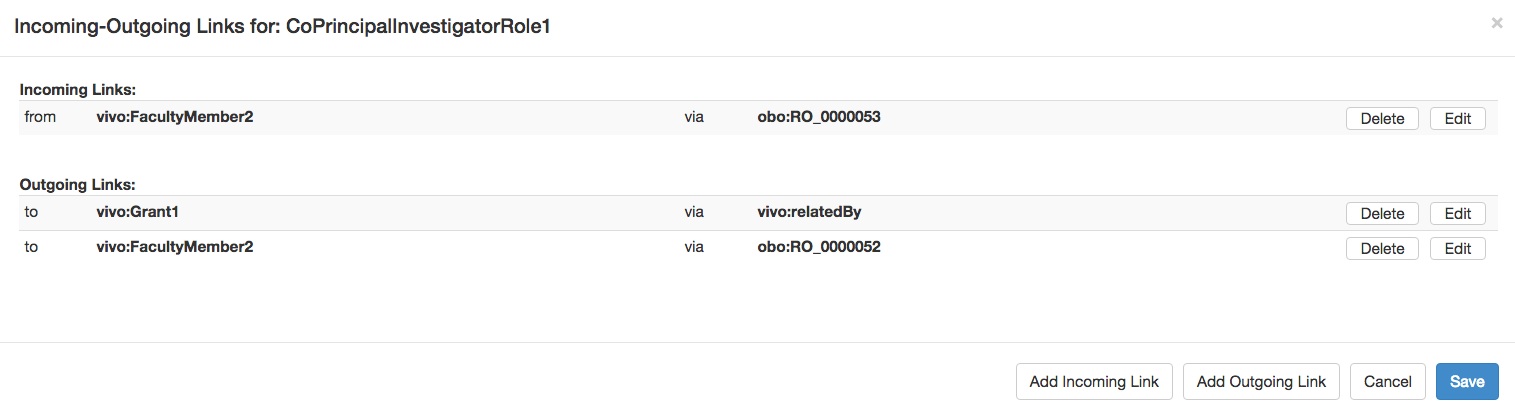 Incoming-Outgoing Links for: CoPrincipalInvestigatorRole1 ×
Incoming Links:
from vivo:FacultyMember2 via obo:RO_0000053 Delete Edit
Outgoing Links:
to vivo:Grant1 via vivo:relatedBy Delete Edit
to vivo:FacultyMember2 via obo:RO_0000052 Delete Edit
Add Incoming Link Add Outgoing Link Cancel Save